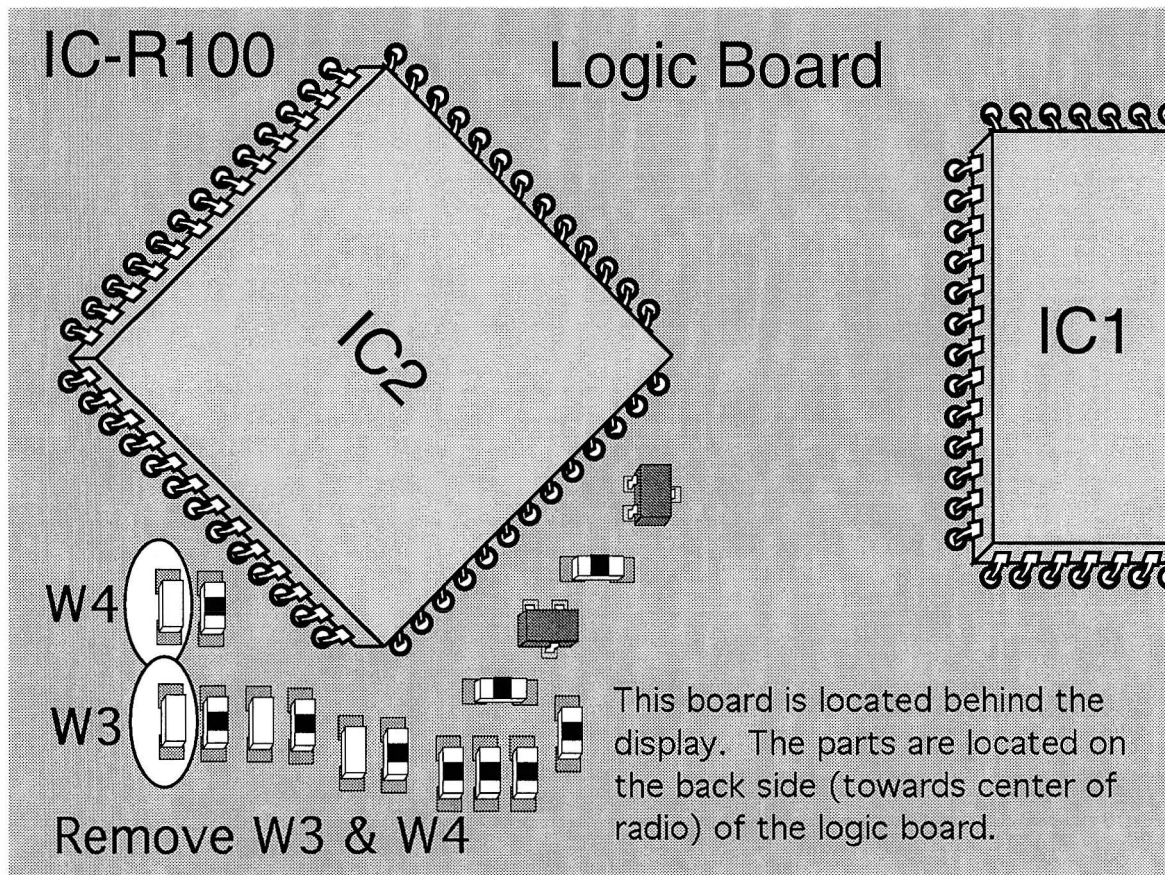 IC-R100
Logic Board
IC2
IC1
W4
W3
This board is located behind the
display. The parts are located on
the back side (towards center of
radio) of the logic board.
Remove W3 & W4